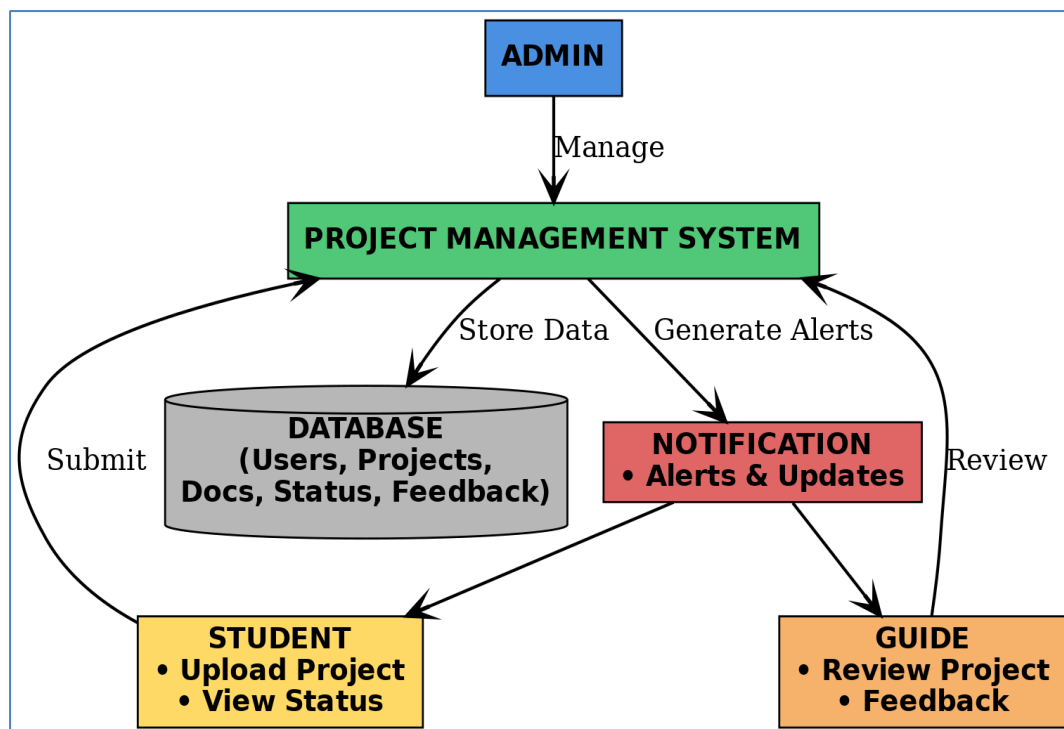 ADMIN
Manage
PROJECT MANAGEMENT SYSTEM
Store Data
Generate Alerts
DATABASE
(Users, Projects,
Docs, Status, Feedback)
NOTIFICATION
• Alerts & Updates
Submit
Review
STUDENT
• Upload Project
• View Status
GUIDE
• Review Project
• Feedback